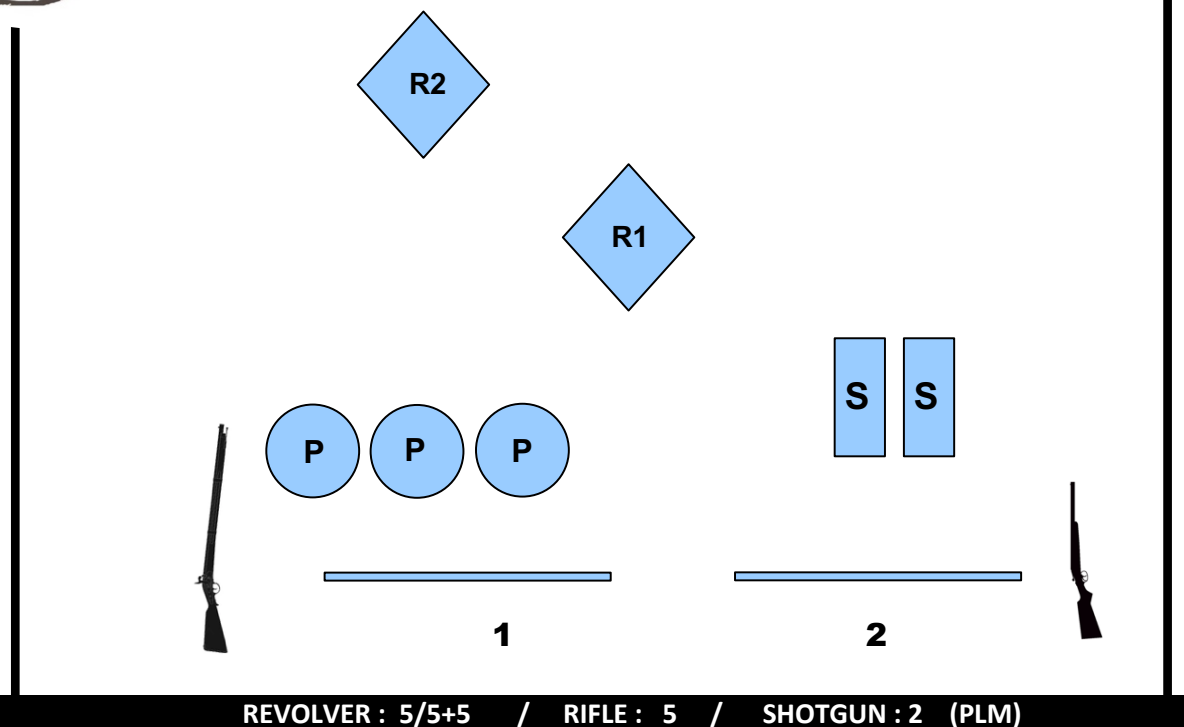 R2
R1
S S
P P P
1 2
REVOLVER : 5/5+5 / RIFLE : 5 / SHOTGUN : 2 (PLM)